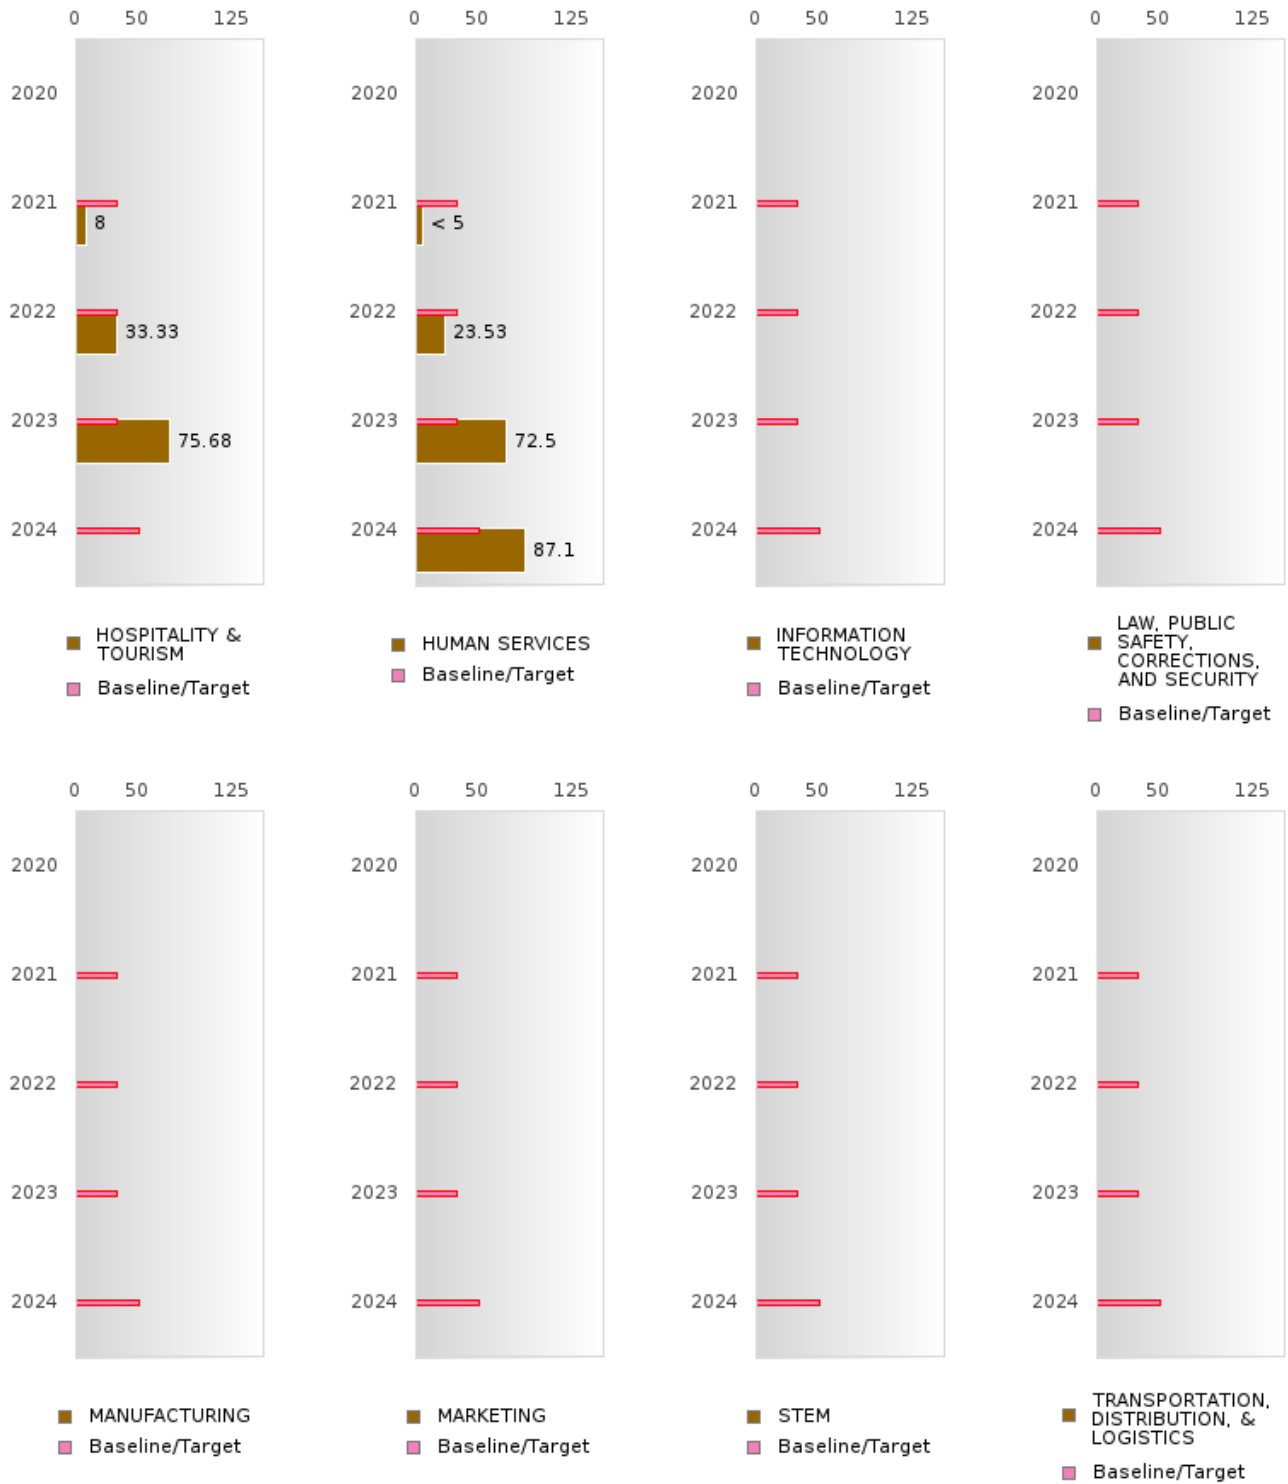 0 50 125
2020
2021
8
2022
33.33
2023
75.68
2024
HOSPITALITY &
TOURISM
Baseline/Target
0 50 125
2020
2021
< 5
2022
23.53
2023
72.5
2024
87.1
HUMAN SERVICES
Baseline/Target
0 50 125
2020
2021
2022
2023
2024
INFORMATION
TECHNOLOGY
Baseline/Target
0 50 125
2020
2021
2022
2023
2024
LAW, PUBLIC
SAFETY,
CORRECTIONS,
AND SECURITY
Baseline/Target
0 50 125
2020
2021
2022
2023
2024
MANUFACTURING
Baseline/Target
0 50 125
2020
2021
2022
2023
2024
MARKETING
Baseline/Target
0 50 125
2020
2021
2022
2023
2024
STEM
Baseline/Target
0 50 125
2020
2021
2022
2023
2024
TRANSPORTATION,
DISTRIBUTION, &
LOGISTICS
Baseline/Target